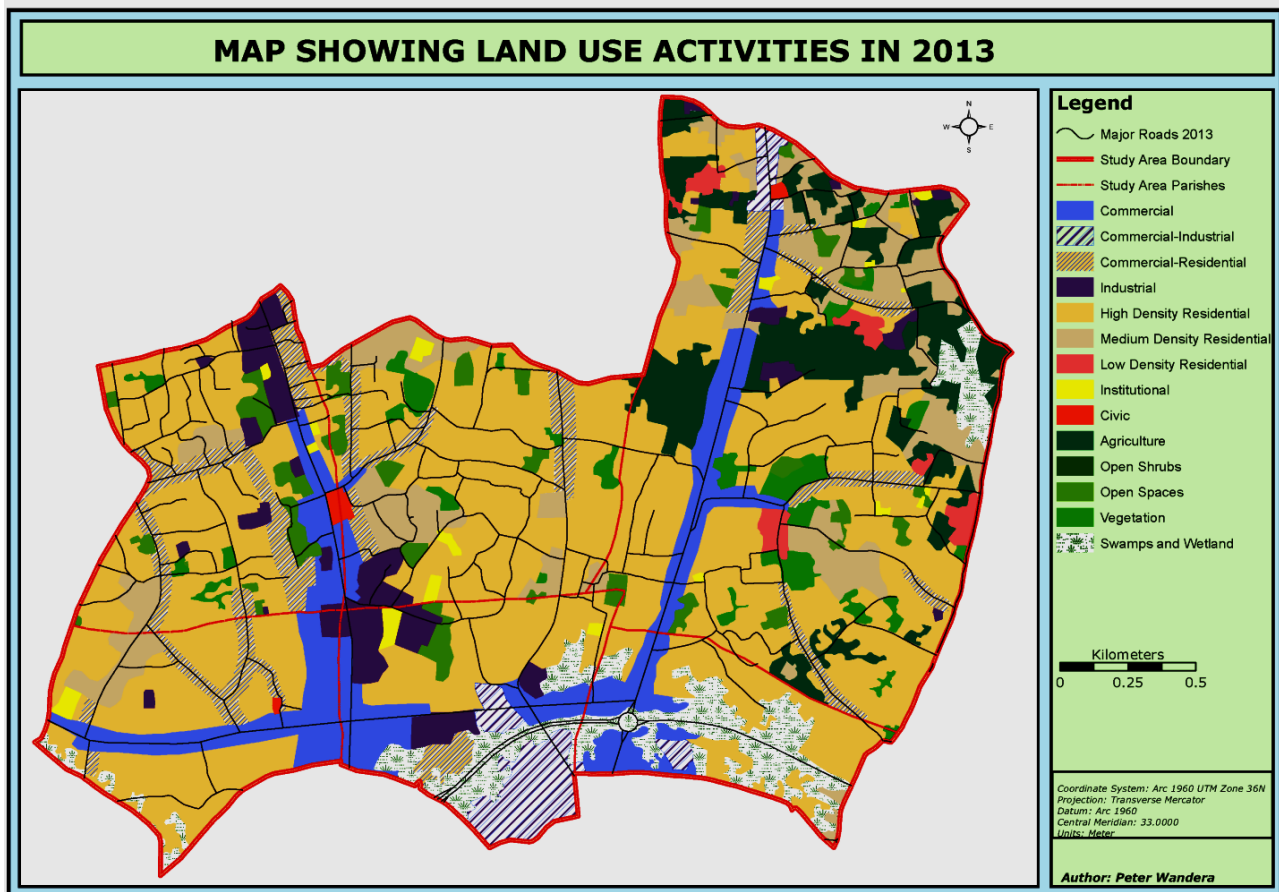 MAP SHOWING LAND USE ACTIVITIES IN 2013
N
W E
S
Legend
Major Roads 2013
Study Area Boundary
Study Area Parishes
Commercial
Commercial-Industrial
Commercial-Residential
Industrial
High Density Residential
Medium Density Residential
Low Density Residential
Institutional
Civic
Agriculture
Open Shrubs
Open Spaces
Vegetation
Swamps and Wetland
Kilometers
0 0.25 0.5
Coordinate System: Arc 1960 UTM Zone 36N
Projection: Transverse Mercator
Datum: Arc 1960
Central Meridian: 33.0000
Units: Meter
Author: Peter Wandera